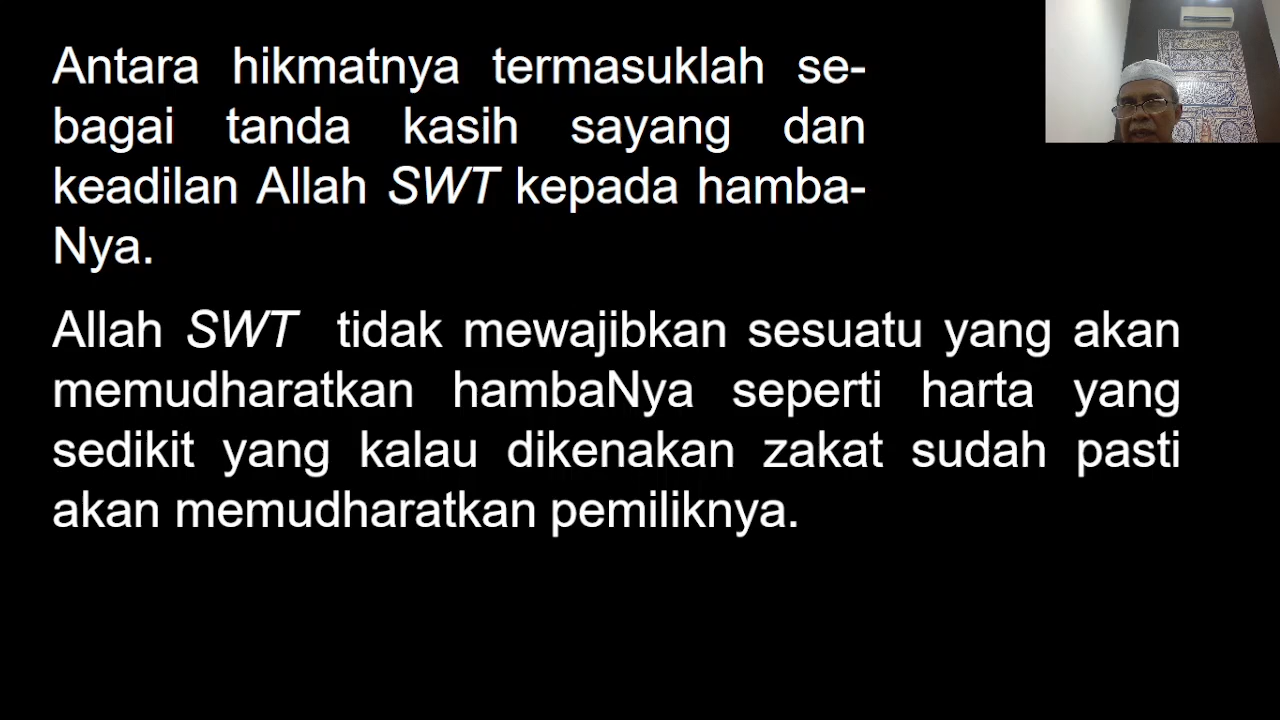 Antara hikmatnya termasuklah se-
bagai tanda kasih sayang dan
keadilan Allah SWT kepada hamba-
Nya.
Allah SWT tidak mewajibkan sesuatu yang akan
memudharatkan hambaNya seperti harta yang
sedikit yang kalau dikenakan zakat sudah pasti
akan memudharatkan pemiliknya.